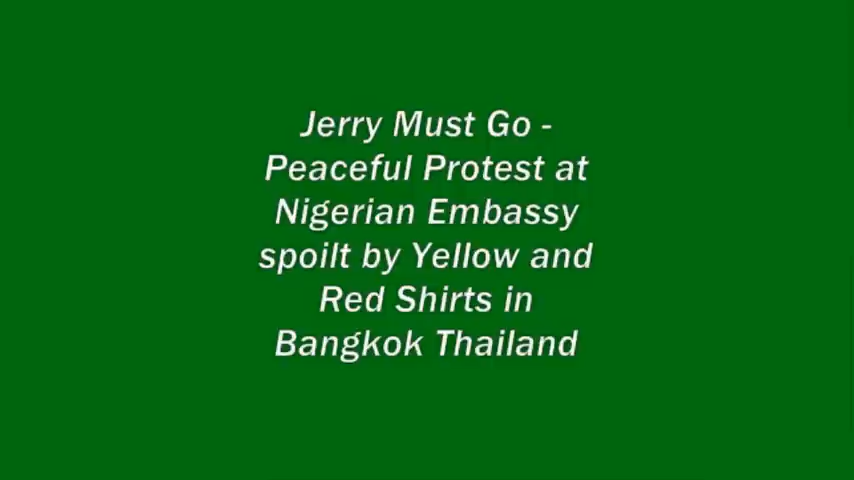 Jerry Must Go -
Peaceful Protest at
Nigerian Embassy
spoilt by Yellow and
Red Shirts in
Bangkok Thailand